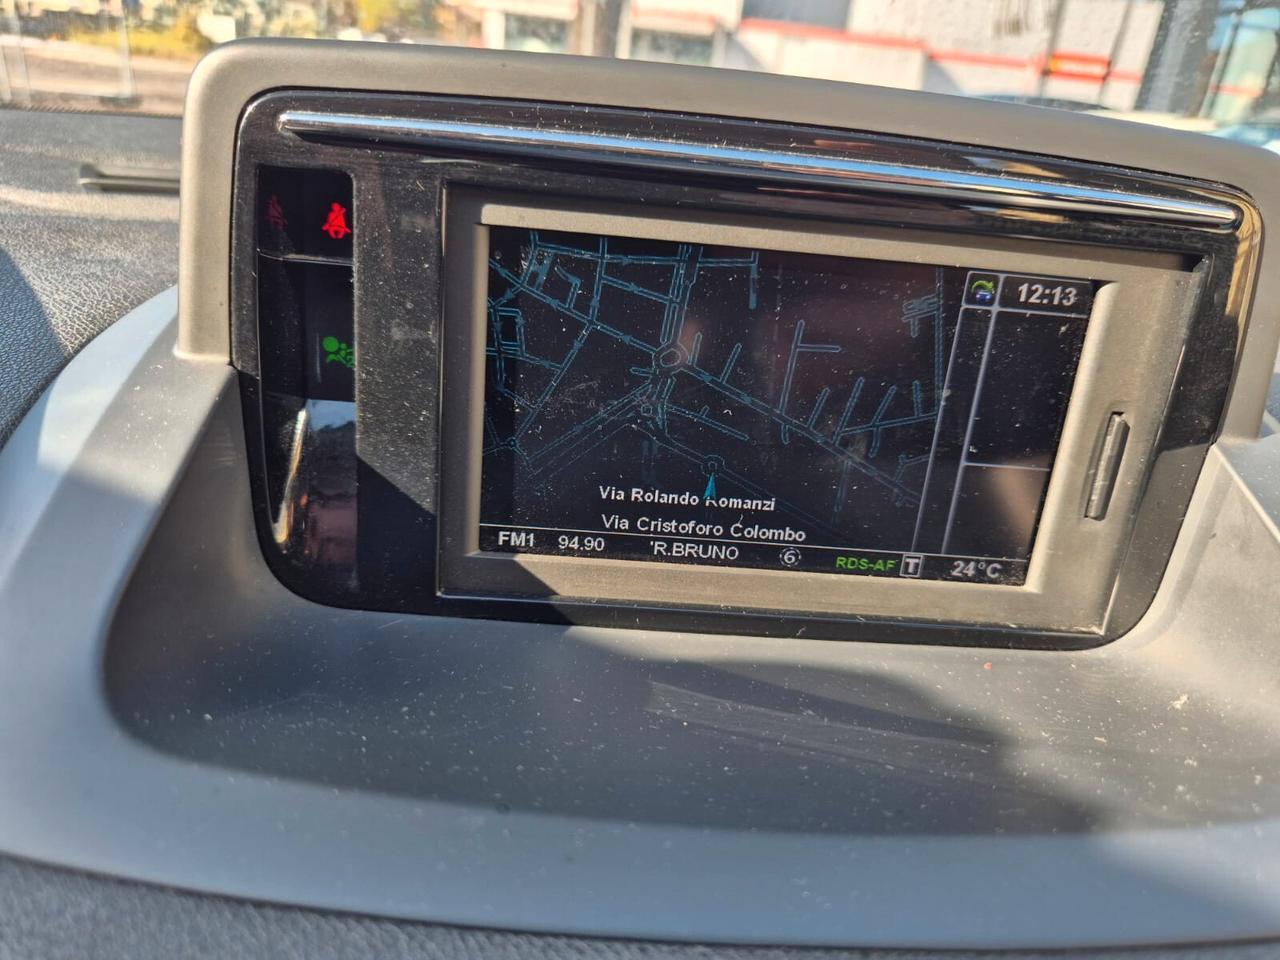 12:13
Via Rolando Romanzi
Via Cristoforo Colombo
FM1 94.90 'R.BRUNO 6 RDS-AF T 24°C